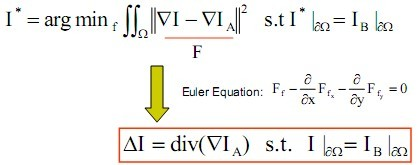 I* = arg min_f ∬_Ω ‖∇I − ∇I_A‖² s.t I* |_∂Ω = I_B |_∂Ω
F
Euler Equation: F_f − ∂/∂x F_{f_x} − ∂/∂y F_{f_y} = 0
ΔI = div(∇I_A) s.t. I |_∂Ω = I_B |_∂Ω